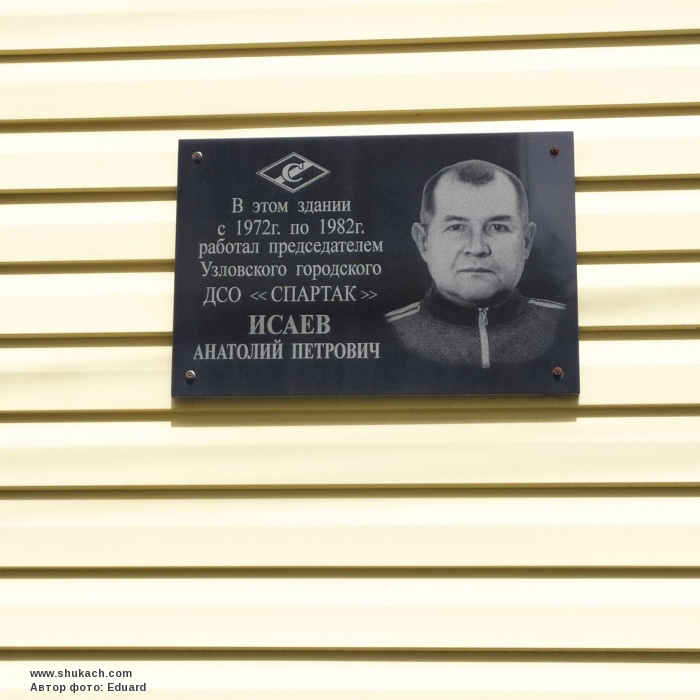 С
В этом здании
с 1972г. по 1982г.
работал председателем
Узловского городского
ДСО «СПАРТАК»
ИСАЕВ
АНАТОЛИЙ ПЕТРОВИЧ
www.shukach.com
Автор фото: Eduard